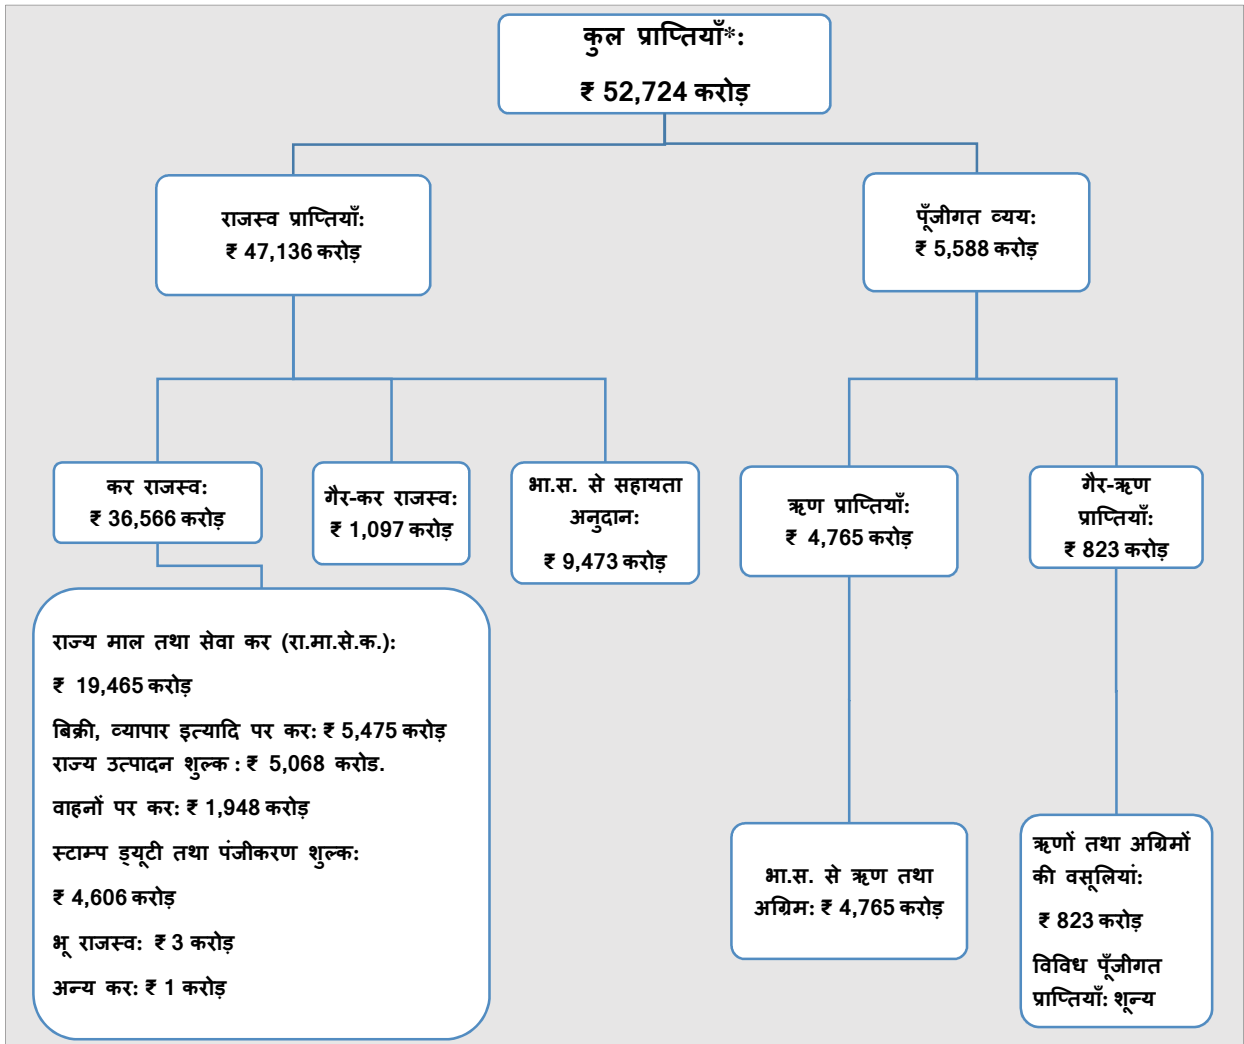 कुल प्राप्तियाँ*:
₹ 52,724 करोड़
राजस्व प्राप्तियाँ:
₹ 47,136 करोड़
पूँजीगत व्यय:
₹ 5,588 करोड़
कर राजस्व:
₹ 36,566 करोड़
गैर-कर राजस्व:
₹ 1,097 करोड़
भा.स. से सहायता
अनुदान:
₹ 9,473 करोड़
ऋण प्राप्तियाँ:
₹ 4,765 करोड़
गैर-ऋण
प्राप्तियाँ:
₹ 823 करोड़
राज्य माल तथा सेवा कर (रा.मा.से.क.):
₹ 19,465 करोड़
बिक्री, व्यापार इत्यादि पर कर: ₹ 5,475 करोड़
राज्य उत्पादन शुल्क : ₹ 5,068 करोड.
वाहनों पर कर: ₹ 1,948 करोड़
स्टाम्प ड्यूटी तथा पंजीकरण शुल्क:
₹ 4,606 करोड़
भू राजस्व: ₹ 3 करोड़
अन्य कर: ₹ 1 करोड़
भा.स. से ऋण तथा
अग्रिम: ₹ 4,765 करोड़
ऋणों तथा अग्रिमों
की वसूलियां:
₹ 823 करोड़
विविध पूँजीगत
प्राप्तियाँ: शून्य